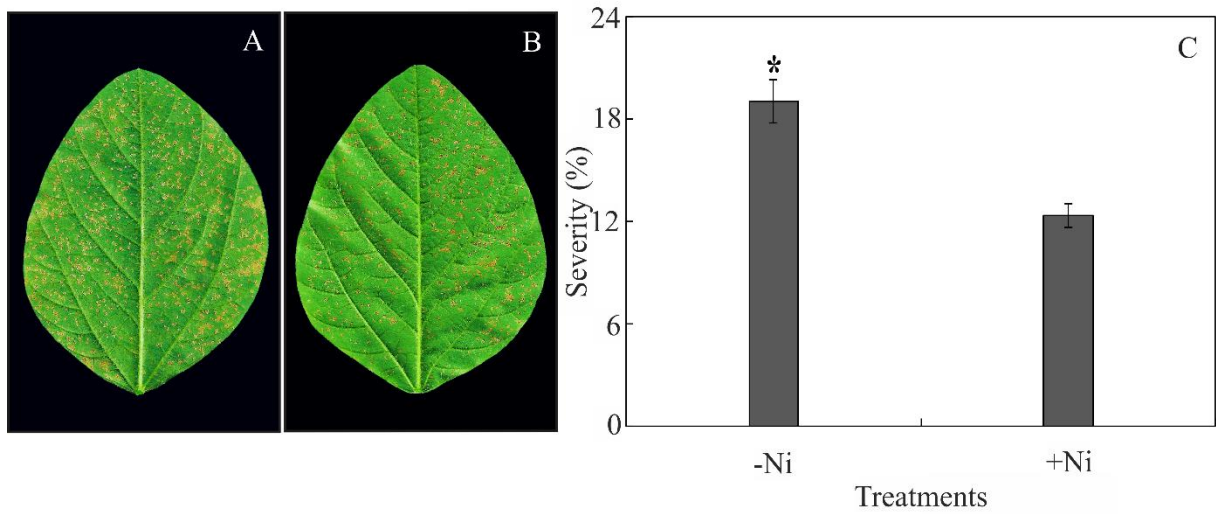 A
B
C
Severity (%)
24
18
12
6
0
*
-Ni
+Ni
Treatments